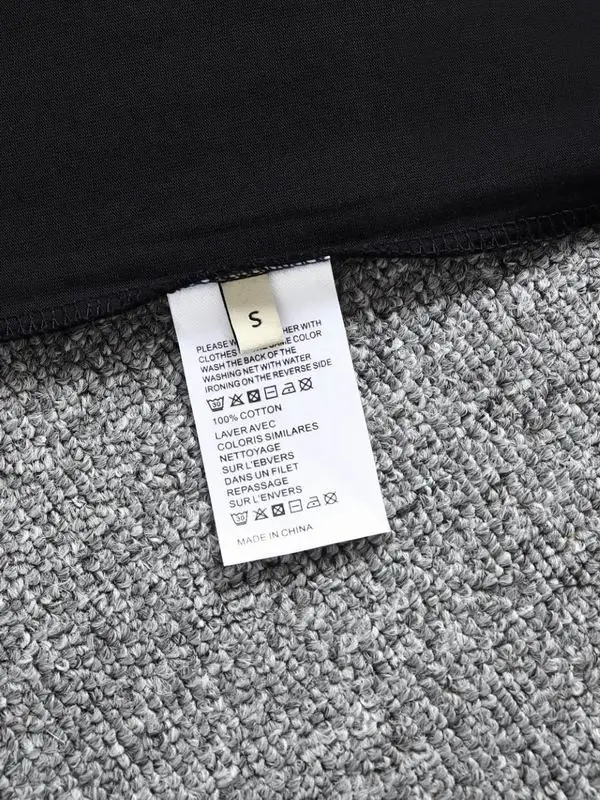 S
PLEASE W HER WITH
CLOTHES COLOR
WASH THE BACK OF THE
WASHING NET WITH WATER
IRONING ON THE REVERSE SIDE
30
100% COTTON
LAVER AVEC
COLORIS SIMILARES
NETTOYAGE
SUR L'EBVERS
DANS UN FILET
REPASSAGE
SUR L'ENVERS
30
MADE IN CHINA